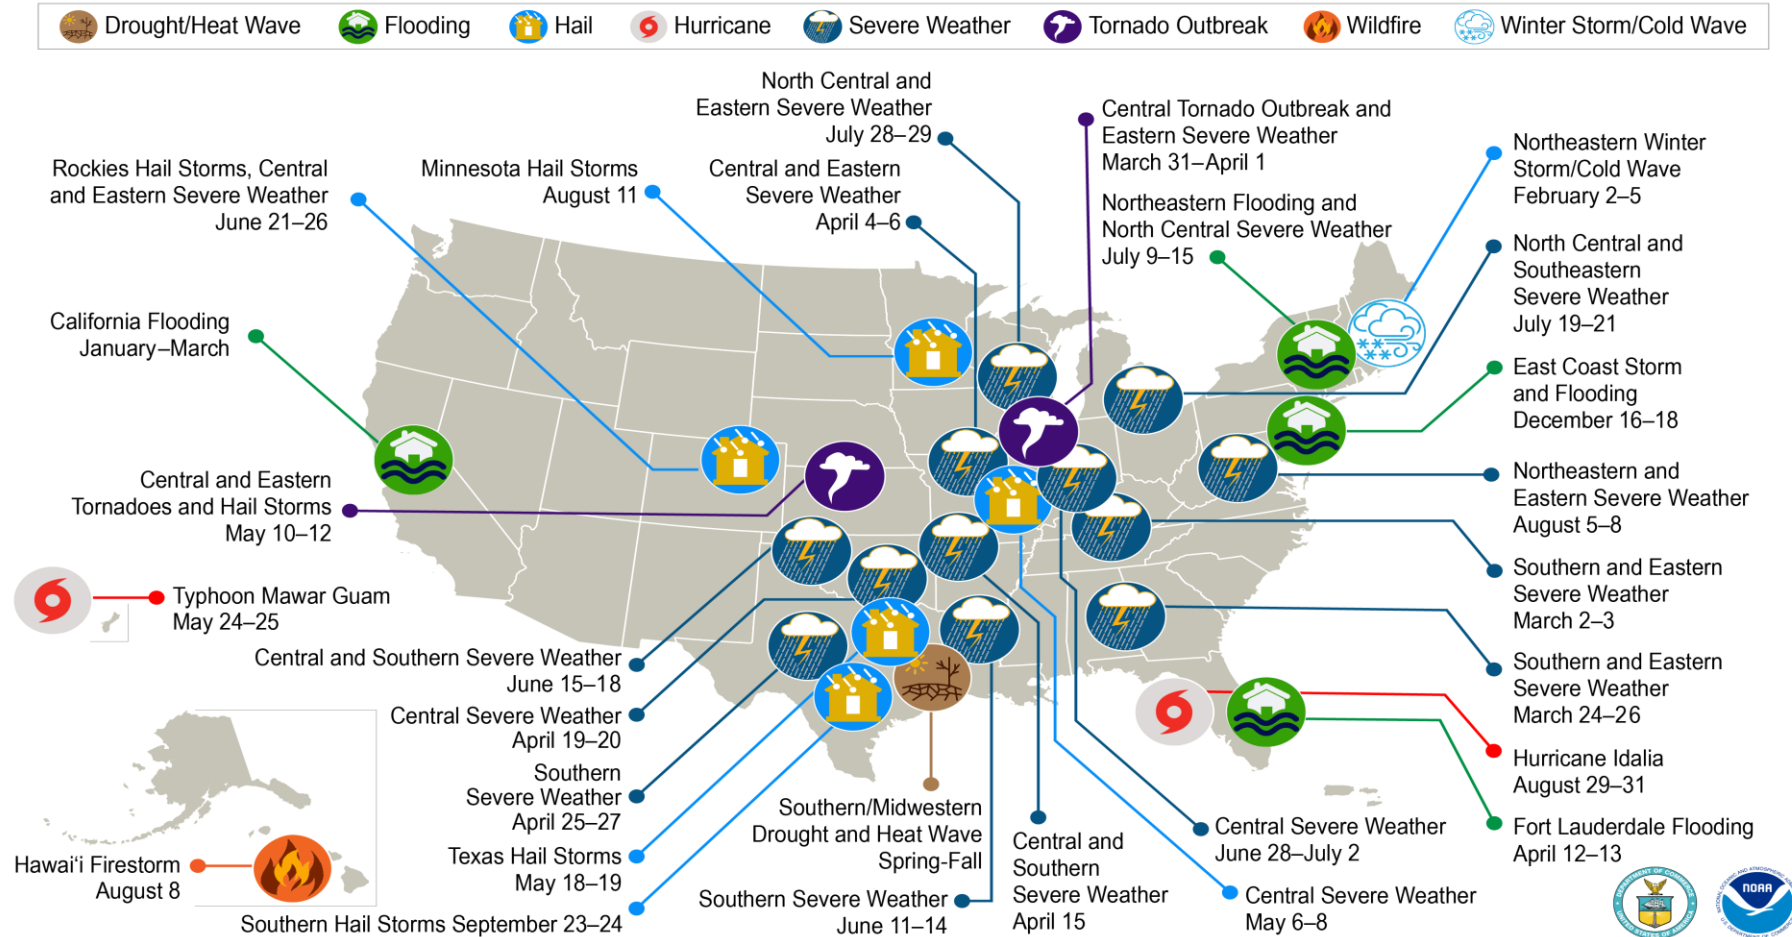 Drought/Heat Wave
Flooding
Hail
Hurricane
Severe Weather
Tornado Outbreak
Wildfire
Winter Storm/Cold Wave
North Central and
Eastern Severe Weather
July 28–29
Central Tornado Outbreak and
Eastern Severe Weather
March 31–April 1
Northeastern Winter
Storm/Cold Wave
February 2–5
Rockies Hail Storms, Central
and Eastern Severe Weather
June 21–26
Minnesota Hail Storms
August 11
Central and Eastern
Severe Weather
April 4–6
Northeastern Flooding and
North Central Severe Weather
July 9–15
North Central and
Southeastern
Severe Weather
July 19–21
California Flooding
January–March
East Coast Storm
and Flooding
December 16–18
Central and Eastern
Tornadoes and Hail Storms
May 10–12
Northeastern and
Eastern Severe Weather
August 5–8
Southern and Eastern
Severe Weather
March 2–3
Typhoon Mawar Guam
May 24–25
Central and Southern Severe Weather
June 15–18
Southern and Eastern
Severe Weather
March 24–26
Central Severe Weather
April 19–20
Hurricane Idalia
August 29–31
Southern
Severe Weather
April 25–27
Southern/Midwestern
Drought and Heat Wave
Spring-Fall
Central and
Southern
Severe Weather
April 15
Central Severe Weather
June 28–July 2
Fort Lauderdale Flooding
April 12–13
Hawaiʻi Firestorm
August 8
Texas Hail Storms
May 18–19
Southern Severe Weather
June 11–14
Central Severe Weather
May 6–8
Southern Hail Storms September 23–24
DEPARTMENT OF COMMERCE
UNITED STATES OF AMERICA
NOAA